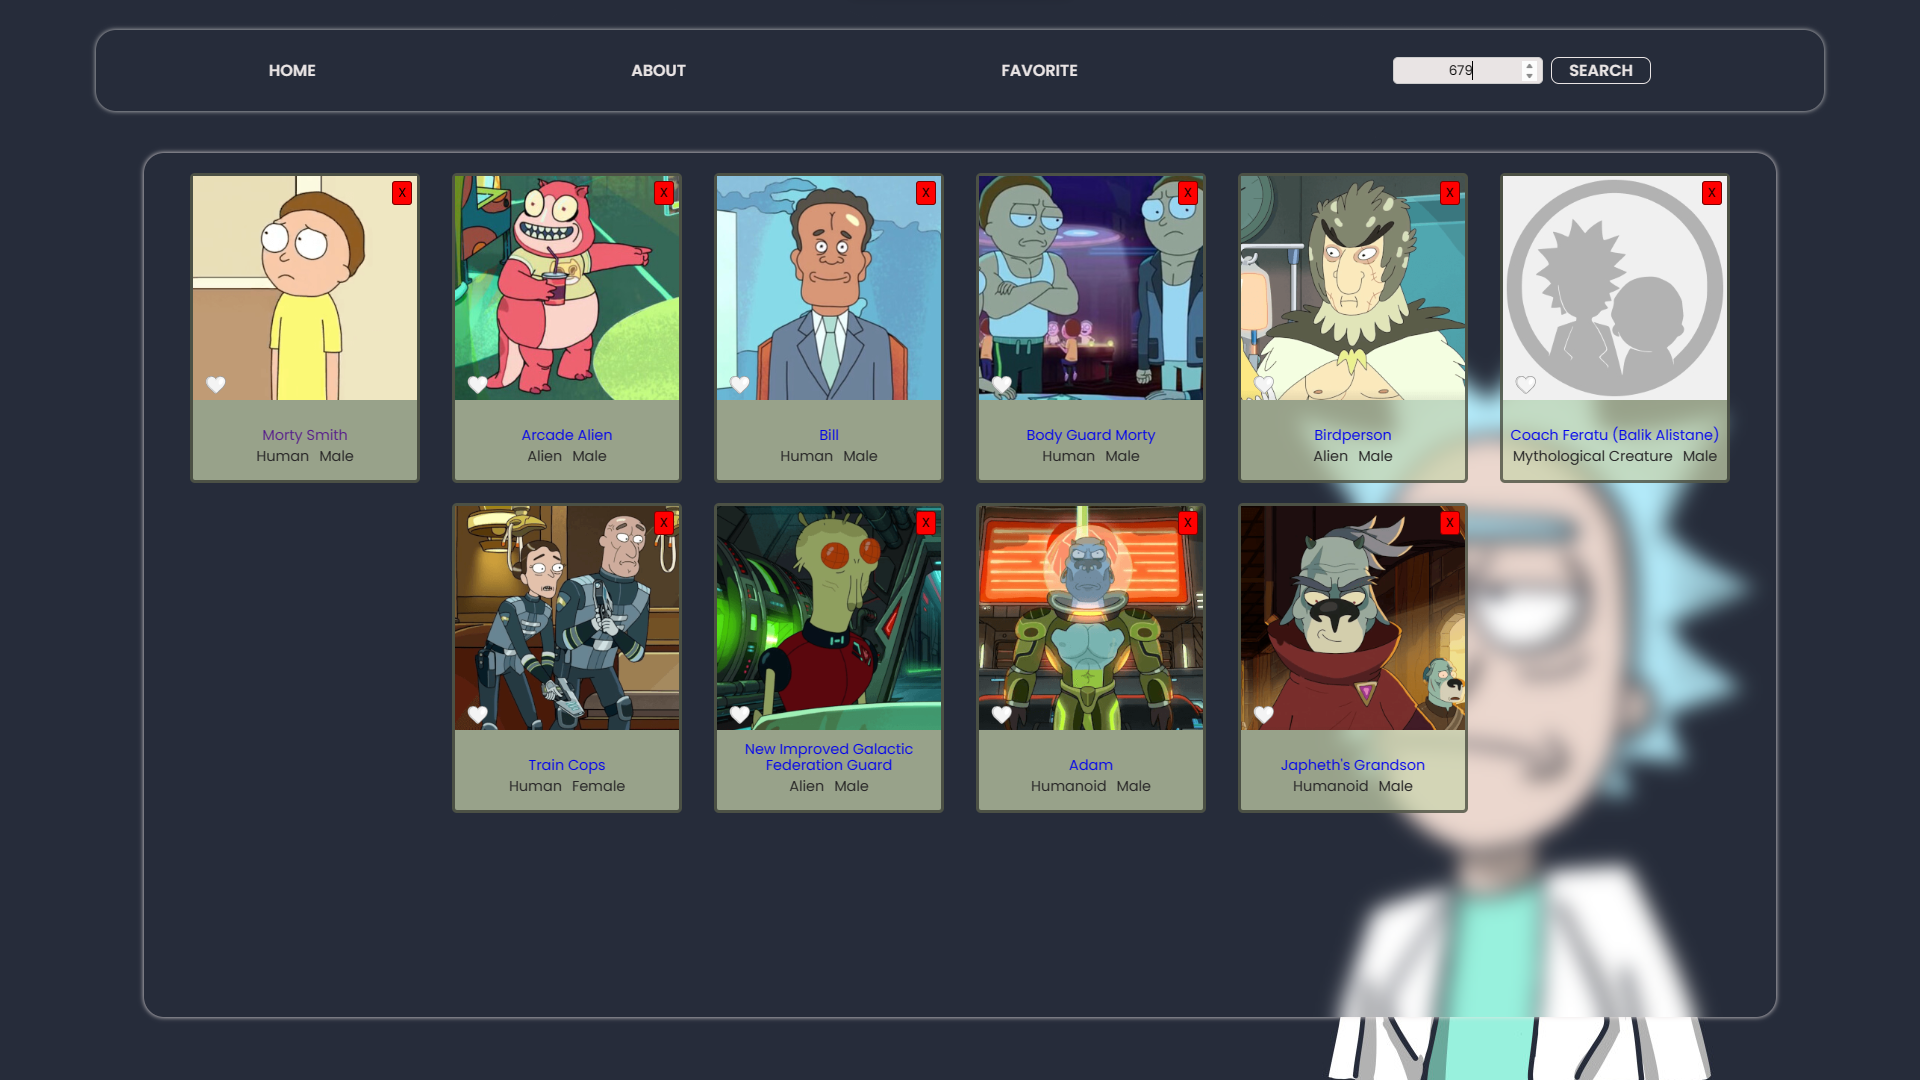 HOME ABOUT FAVORITE 679 SEARCH
X X X X X X
Morty Smith
Human Male
Arcade Alien
Alien Male
Bill
Human Male
Body Guard Morty
Human Male
Birdperson
Alien Male
Coach Feratu (Balik Alistane)
Mythological Creature Male
X X X X
Train Cops
Human Female
New Improved Galactic
Federation Guard
Alien Male
Adam
Humanoid Male
Japheth's Grandson
Humanoid Male